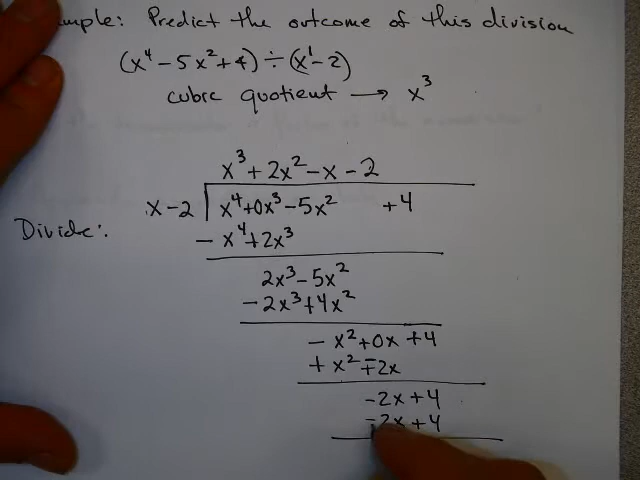 mple: Predict the outcome of this division
(x⁴ - 5x² + 4) ÷ (x¹ - 2)
cubic quotient → x³
x³ + 2x² - x - 2
x - 2 | x⁴ + 0x³ - 5x² + 4
Divide:
- x⁴ + 2x³
2x³ - 5x²
- 2x³ + 4x²
- x² + 0x + 4
+ x² ∓ 2x
- 2x + 4
- 2x + 4